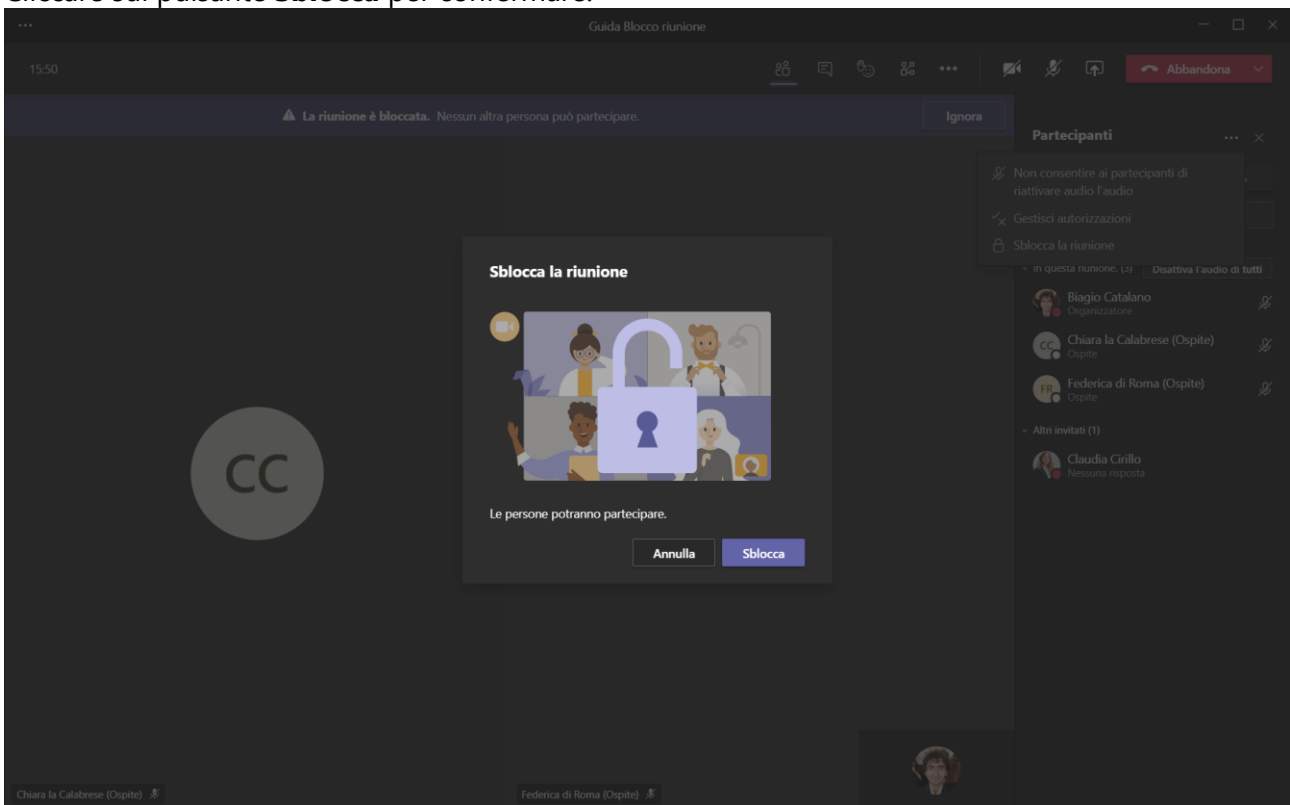 Cliccare sul pulsante Sblocca per confermare.
Guida Blocco riunione
15:50
Abbandona
La riunione è bloccata. Nessun altra persona può partecipare.
Ignora
Partecipanti
Non consentire ai partecipanti di
riattivare audio l'audio
Gestisci autorizzazioni
Sblocca la riunione
In questa riunione. (3)
Disattiva l'audio di tutti
Biagio Catalano
Organizzatore
CC
Chiara la Calabrese (Ospite)
Ospite
FR
Federica di Roma (Ospite)
Ospite
Altri invitati (1)
Claudia Cirillo
Nessuna risposta
Sblocca la riunione
Le persone potranno partecipare.
Annulla
Sblocca
CC
Chiara la Calabrese (Ospite)
Federica di Roma (Ospite)